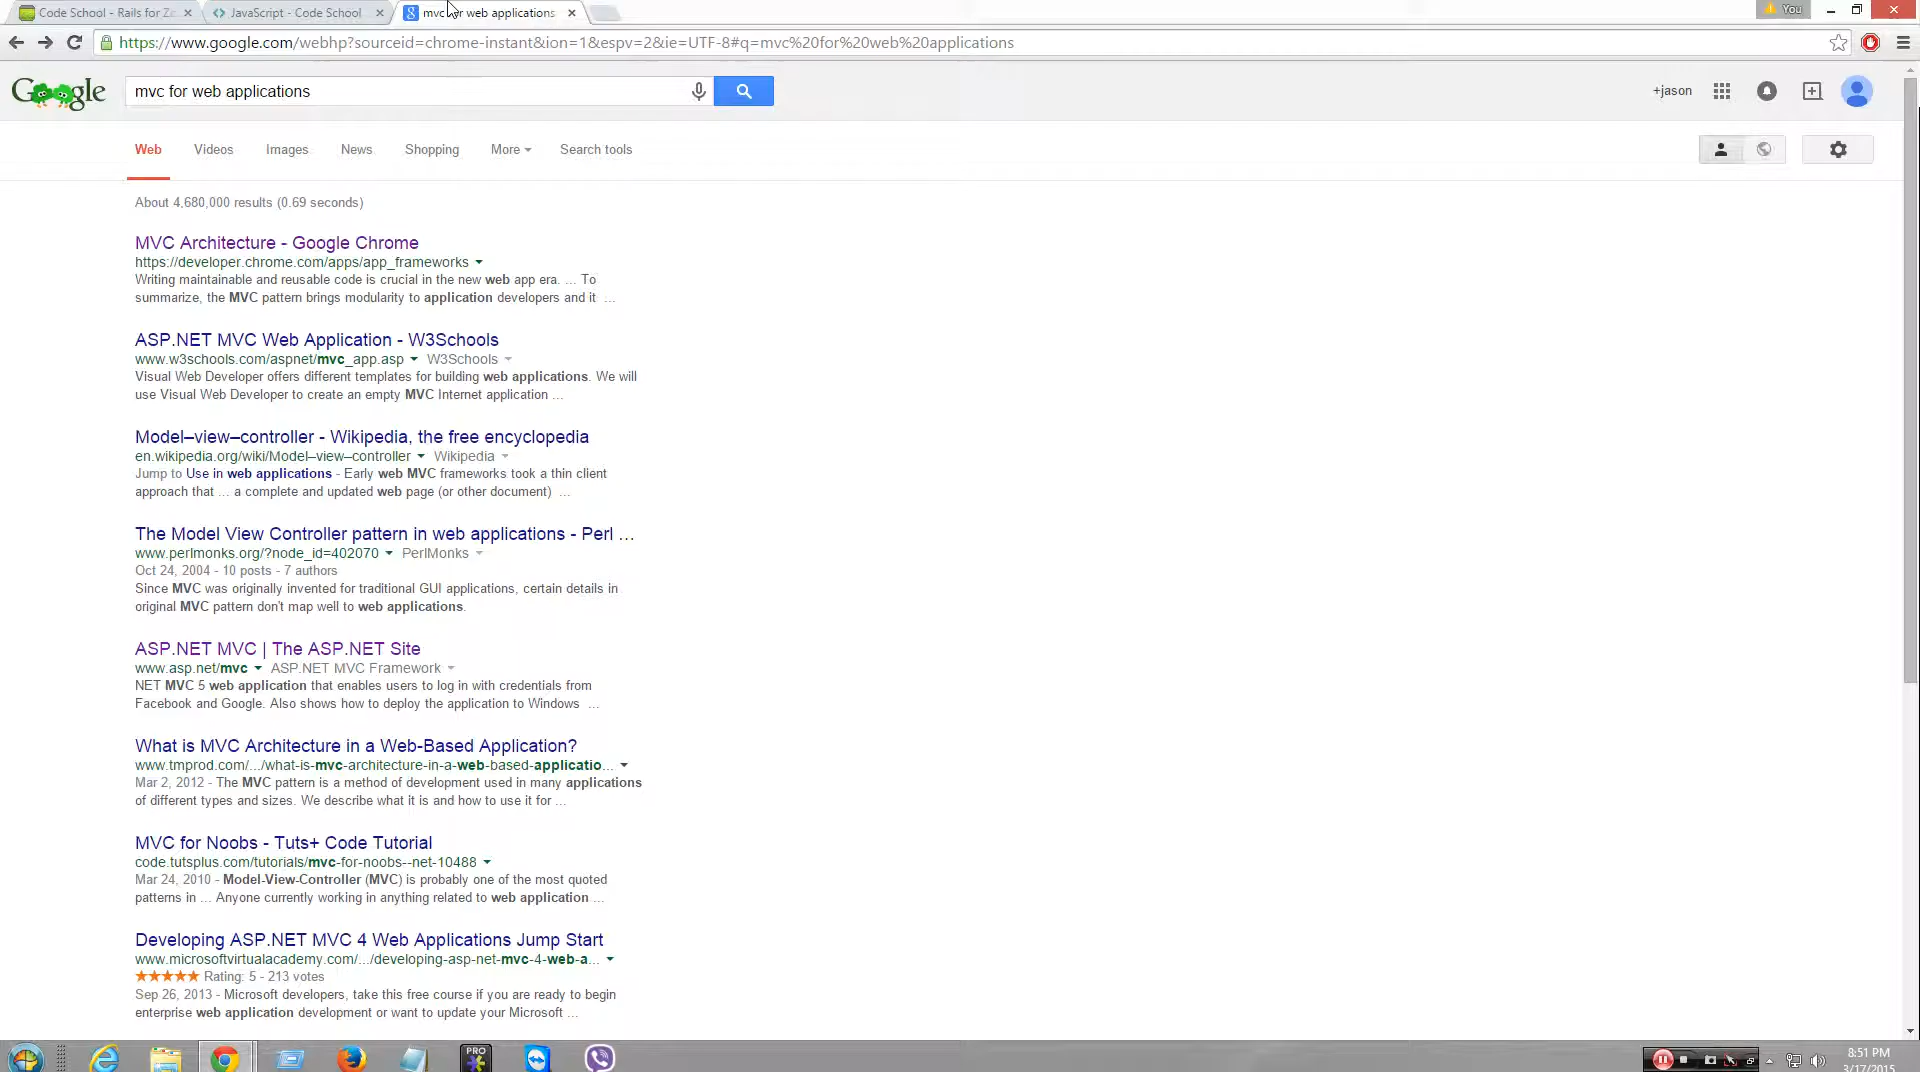 Code School - Rails for Ze
JavaScript - Code School
mvc for web applications
You
https://www.google.com/webhp?sourceid=chrome-instant&ion=1&espv=2&ie=UTF-8#q=mvc%20for%20web%20applications
Google
mvc for web applications
+jason
Web
Videos
Images
News
Shopping
More
Search tools
About 4,680,000 results (0.69 seconds)
MVC Architecture - Google Chrome
https://developer.chrome.com/apps/app_frameworks
Writing maintainable and reusable code is crucial in the new web app era. ... To
summarize, the MVC pattern brings modularity to application developers and it ...
ASP.NET MVC Web Application - W3Schools
www.w3schools.com/aspnet/mvc_app.asp W3Schools
Visual Web Developer offers different templates for building web applications. We will
use Visual Web Developer to create an empty MVC Internet application ...
Model–view–controller - Wikipedia, the free encyclopedia
en.wikipedia.org/wiki/Model–view–controller Wikipedia
Jump to Use in web applications - Early web MVC frameworks took a thin client
approach that ... a complete and updated web page (or other document) ...
The Model View Controller pattern in web applications - Perl ...
www.perlmonks.org/?node_id=402070 PerlMonks
Oct 24, 2004 - 10 posts - 7 authors
Since MVC was originally invented for traditional GUI applications, certain details in
original MVC pattern don't map well to web applications.
ASP.NET MVC | The ASP.NET Site
www.asp.net/mvc ASP.NET MVC Framework
NET MVC 5 web application that enables users to log in with credentials from
Facebook and Google. Also shows how to deploy the application to Windows ...
What is MVC Architecture in a Web-Based Application?
www.tmprod.com/.../what-is-mvc-architecture-in-a-web-based-applicatio...
Mar 2, 2012 - The MVC pattern is a method of development used in many applications
of different types and sizes. We describe what it is and how to use it for ...
MVC for Noobs - Tuts+ Code Tutorial
code.tutsplus.com/tutorials/mvc-for-noobs--net-10488
Mar 24, 2010 - Model-View-Controller (MVC) is probably one of the most quoted
patterns in ... Anyone currently working in anything related to web application ...
Developing ASP.NET MVC 4 Web Applications Jump Start
www.microsoftvirtualacademy.com/.../developing-asp-net-mvc-4-web-a...
Rating: 5 - 213 votes
Sep 26, 2013 - Microsoft developers, take this free course if you are ready to begin
enterprise web application development or want to update your Microsoft ...
PRO
8:51 PM
3/17/2015